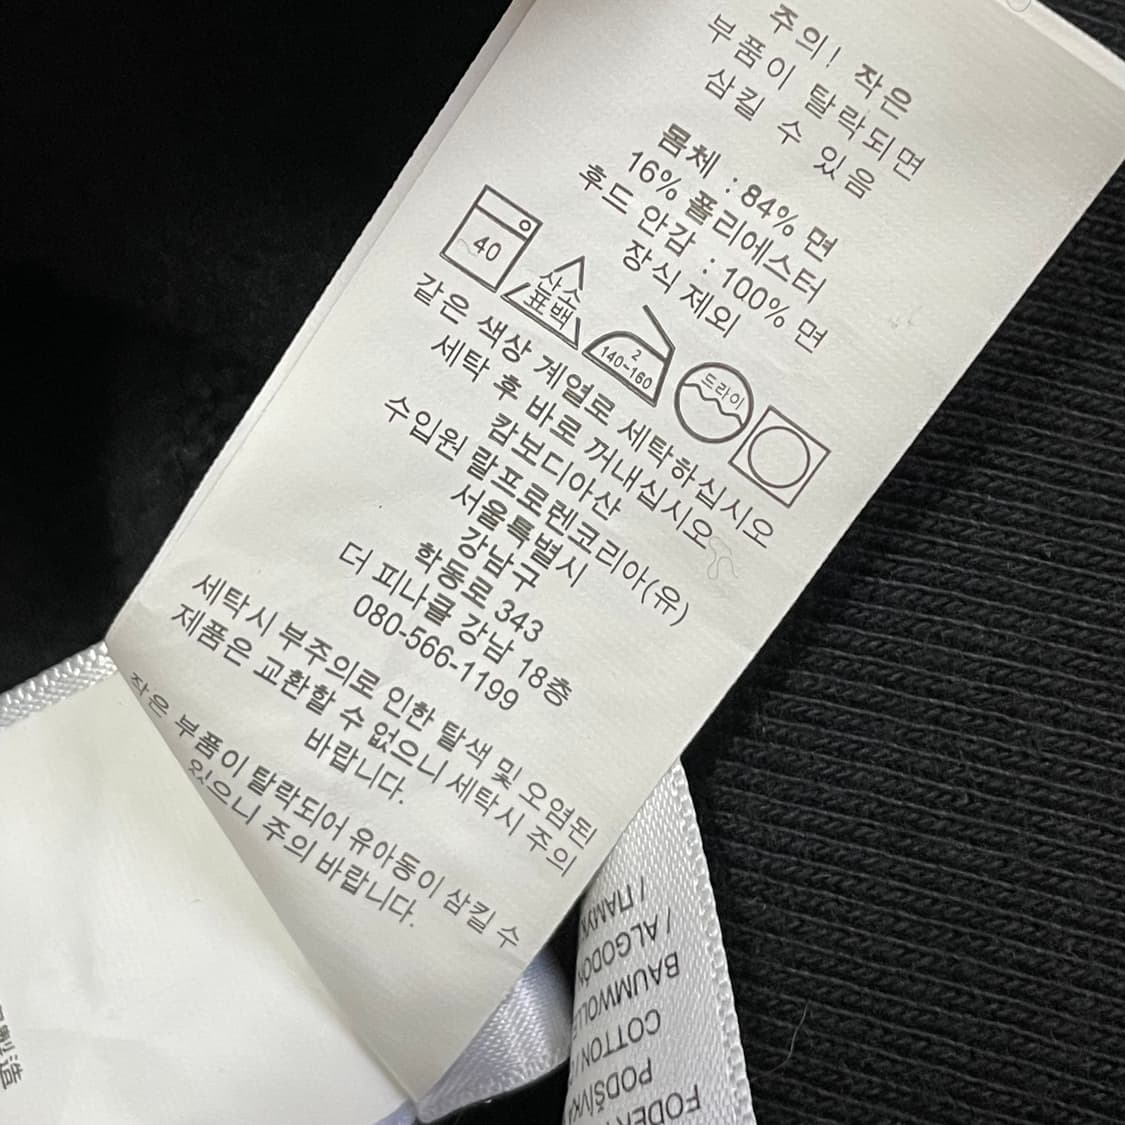 주의! 작은
부품이 탈락되면
삼킬 수 있음
몸체 : 84% 면
16% 폴리에스터
후드 안감 : 100% 면
장식 제외
40
산소
표백
2
140~160
드라이
같은 색상 계열로 세탁하십시오
세탁 후 바로 꺼내십시오
캄보디아산
수입원 랄프로렌코리아(유)
서울특별시
강남구
학동로 343
더 피나클 강남 18층
080-566-1199
세탁시 부주의로 인한 탈색 및 오염된
제품은 교환할 수 없으니 세탁시 주의
바랍니다.
작은 부품이 탈락되어 유아동이 삼킬 수
있으니 주의 바랍니다.
製造
FODER
PODŠÍVKA
COTTON /
BAUMWOLLE
/ ALGODÓN
/ ПАМУК